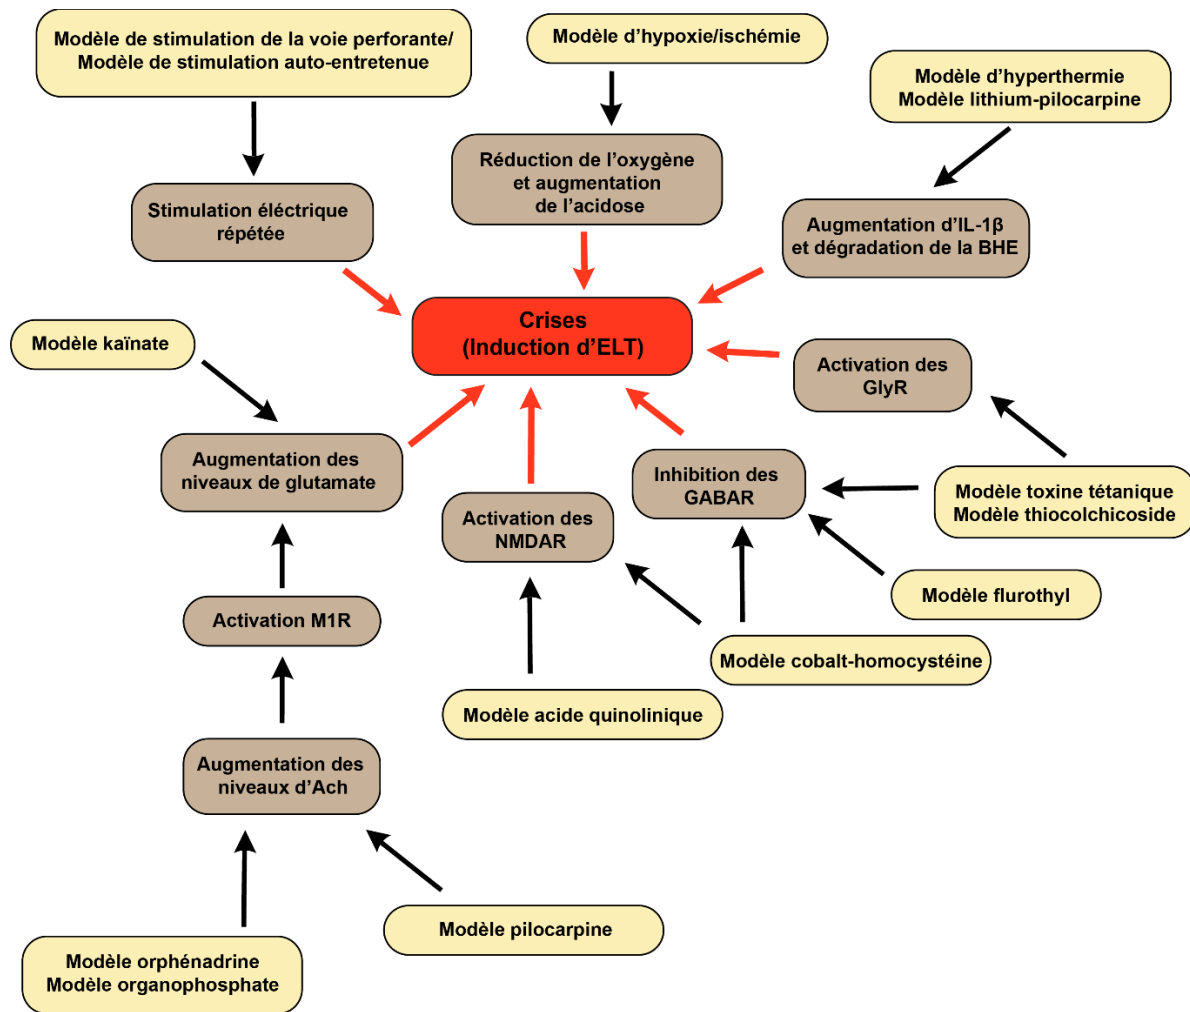 Modèle de stimulation de la voie perforante/
Modèle de stimulation auto-entretenue
Modèle d'hypoxie/ischémie
Modèle d'hyperthermie
Modèle lithium-pilocarpine
Réduction de l'oxygène
et augmentation
de l'acidose
Stimulation éléctrique
répétée
Augmentation d'IL-1β
et dégradation de la BHE
Crises
(Induction d'ELT)
Modèle kaïnate
Activation des
GlyR
Augmentation des
niveaux de glutamate
Inhibition des
GABAR
Modèle toxine tétanique
Modèle thiocolchicoside
Activation des
NMDAR
Modèle flurothyl
Activation M1R
Modèle cobalt-homocystéine
Modèle acide quinolinique
Augmentation des
niveaux d'Ach
Modèle pilocarpine
Modèle orphénadrine
Modèle organophosphate